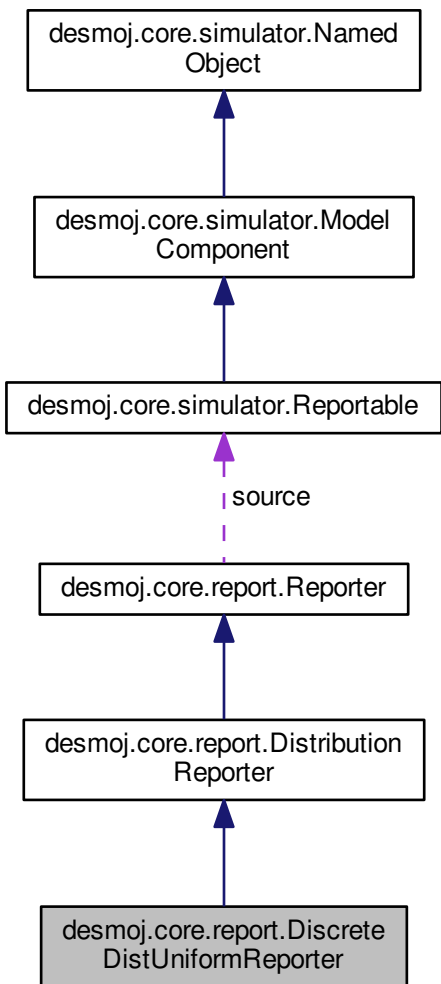 desmoj.core.simulator.Named
Object
desmoj.core.simulator.Model
Component
desmoj.core.simulator.Reportable
source
desmoj.core.report.Reporter
desmoj.core.report.Distribution
Reporter
desmoj.core.report.Discrete
DistUniformReporter